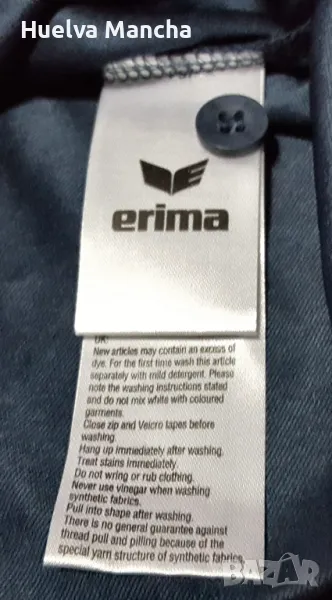 Huelva Mancha
erima
UK:
New articles may contain an excess of
dye. For the first time wash this article
separately with mild detergent. Please
note the washing instructions stated
and do not mix white with coloured
garments.
Close zip and Velcro tapes before
washing.
Hang up immediately after washing.
Treat stains immediately.
Do not wring or rub clothing.
Never use vinegar when washing
synthetic fabrics.
Pull into shape after washing.
There is no general guarantee against
thread pull and pilling because of the
special yarn structure of synthetic fabrics
BAZAR